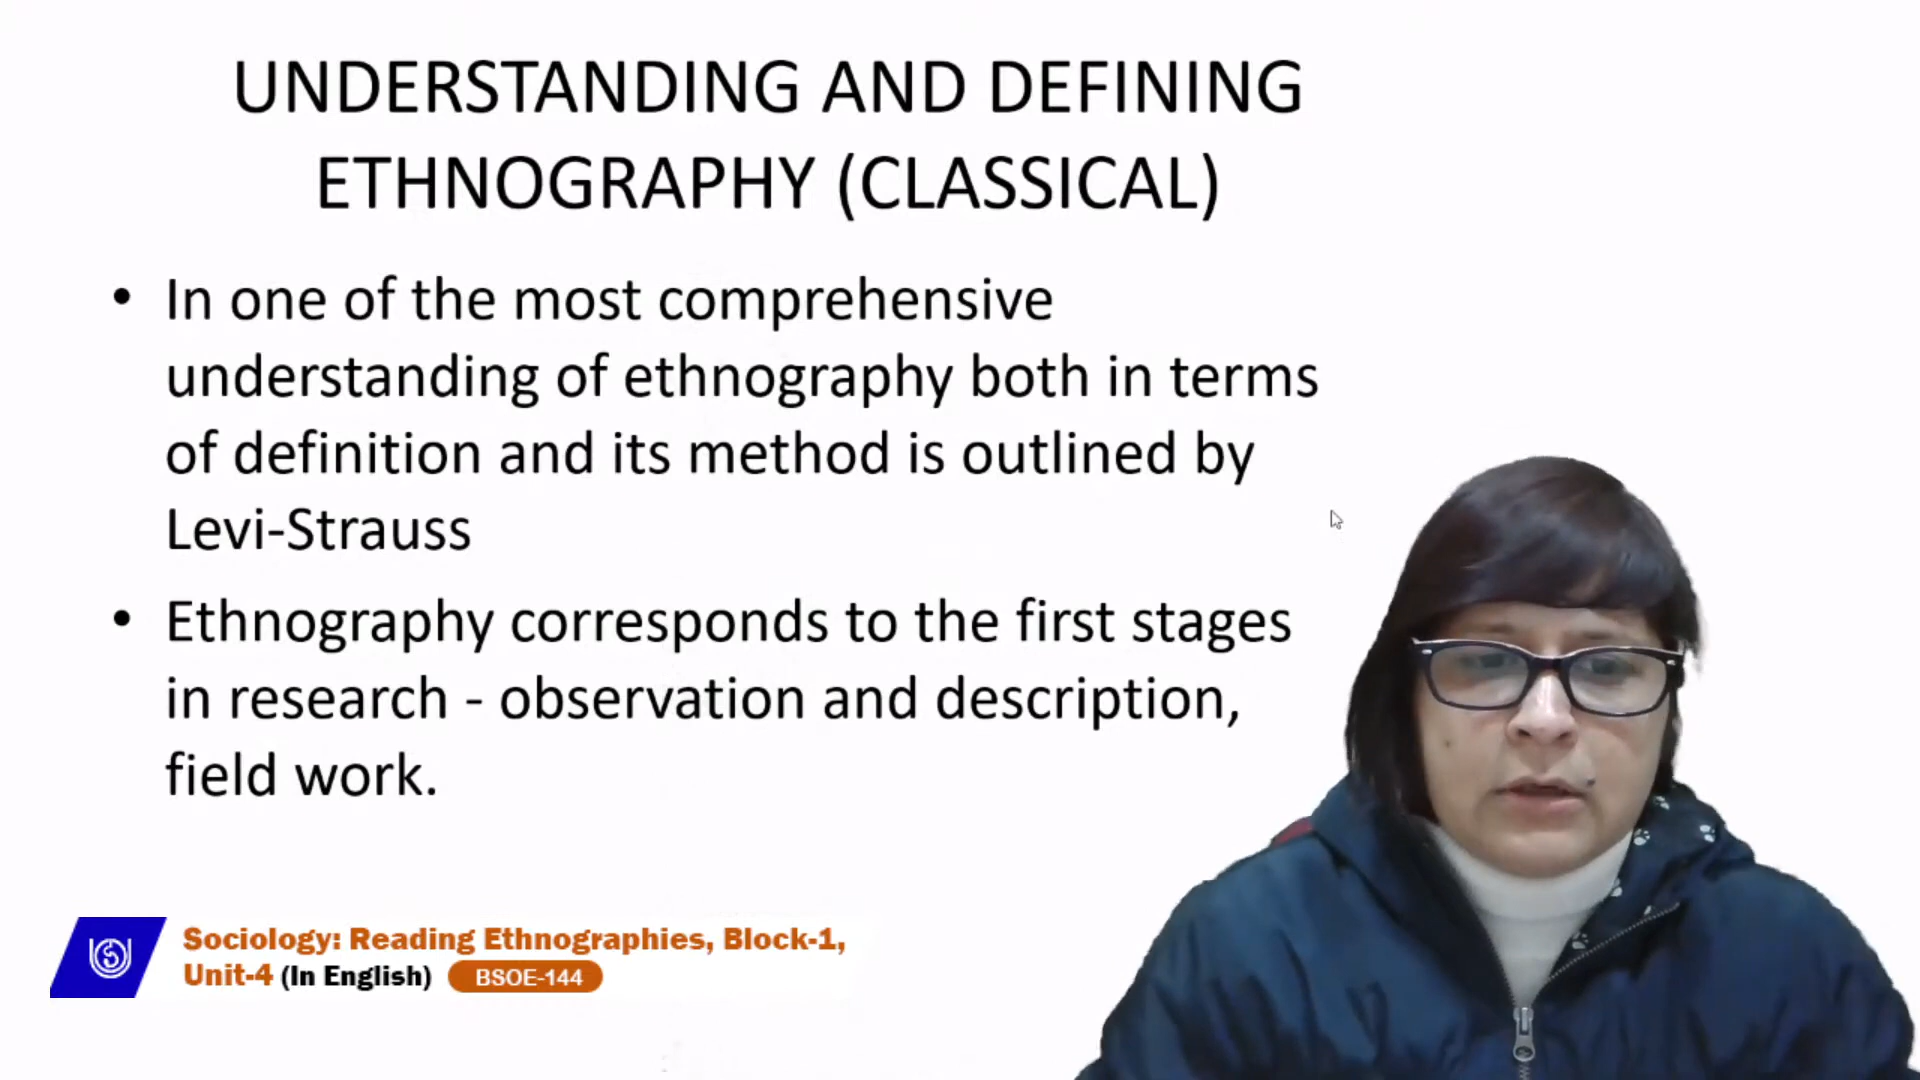 UNDERSTANDING AND DEFINING
ETHNOGRAPHY (CLASSICAL)
• In one of the most comprehensive
understanding of ethnography both in terms
of definition and its method is outlined by
Levi-Strauss
• Ethnography corresponds to the first stages
in research - observation and description,
field work.
Sociology: Reading Ethnographies, Block-1,
Unit-4 (In English) BSOE-144